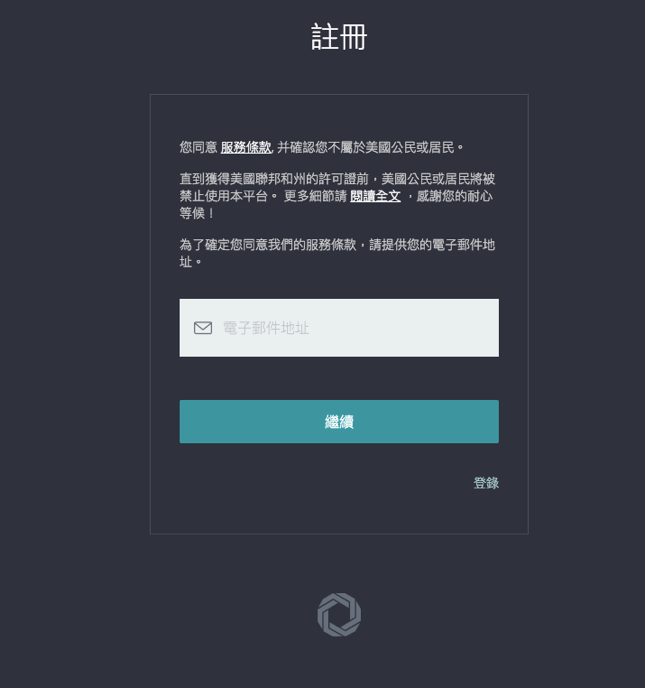 註冊
您同意 服務條款, 并確認您不屬於美國公民或居民。
直到獲得美國聯邦和州的許可證前，美國公民或居民將被
禁止使用本平台。 更多細節請 閱讀全文 ，感謝您的耐心
等候！
為了確定您同意我們的服務條款，請提供您的電子郵件地
址。
電子郵件地址
繼續
登錄